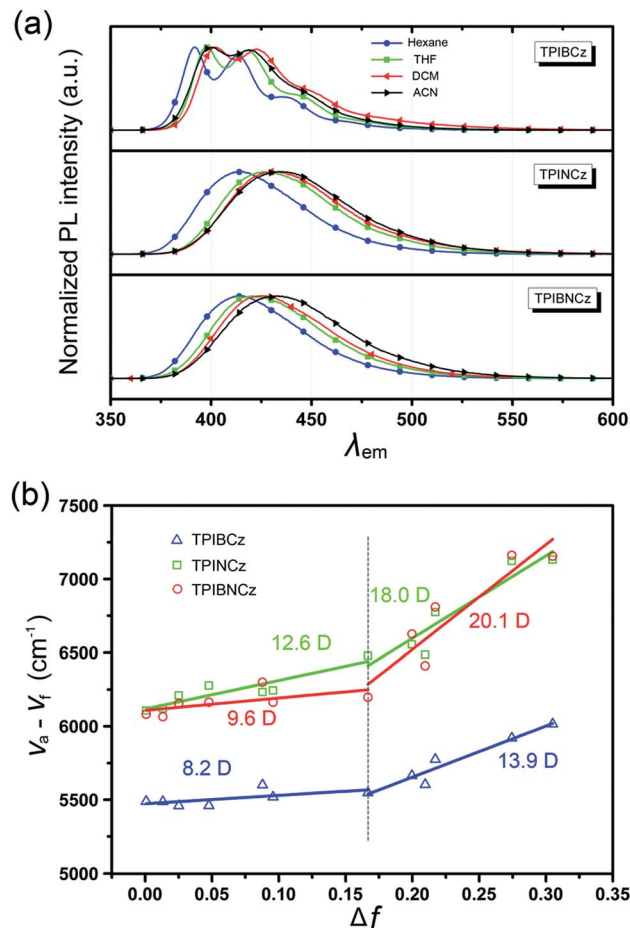 (a)
Normalized PL intensity (a.u.)
Hexane
THF
DCM
ACN
TPIBCz
TPINCz
TPIBNCz
350 400 450 500 550 600
λem
(b)
νa - νf (cm-1)
7500
7000
6500
6000
5500
5000
TPIBCz
TPINCz
TPIBNCz
18.0 D
12.6 D
20.1 D
9.6 D
8.2 D
13.9 D
0.00 0.05 0.10 0.15 0.20 0.25 0.30 0.35
Δf